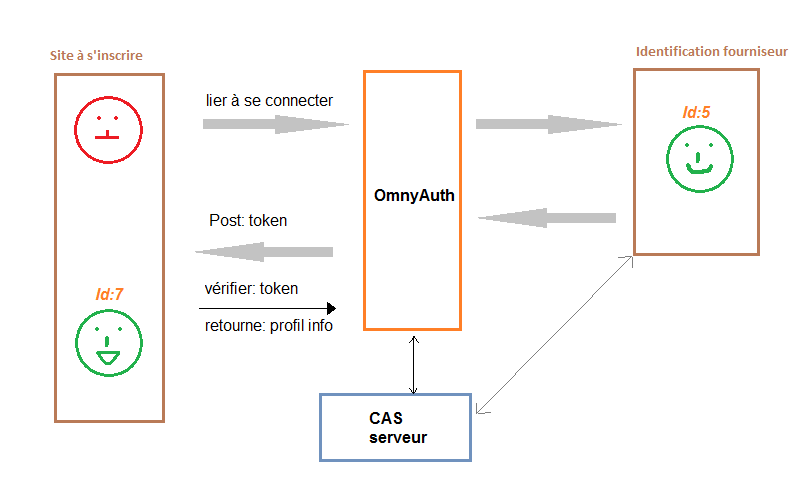 Site à s'inscrire
Identification fourniseur
lier à se connecter
Id:5
OmnyAuth
Post: token
vérifier: token
Id:7
retourne: profil info
CAS
serveur